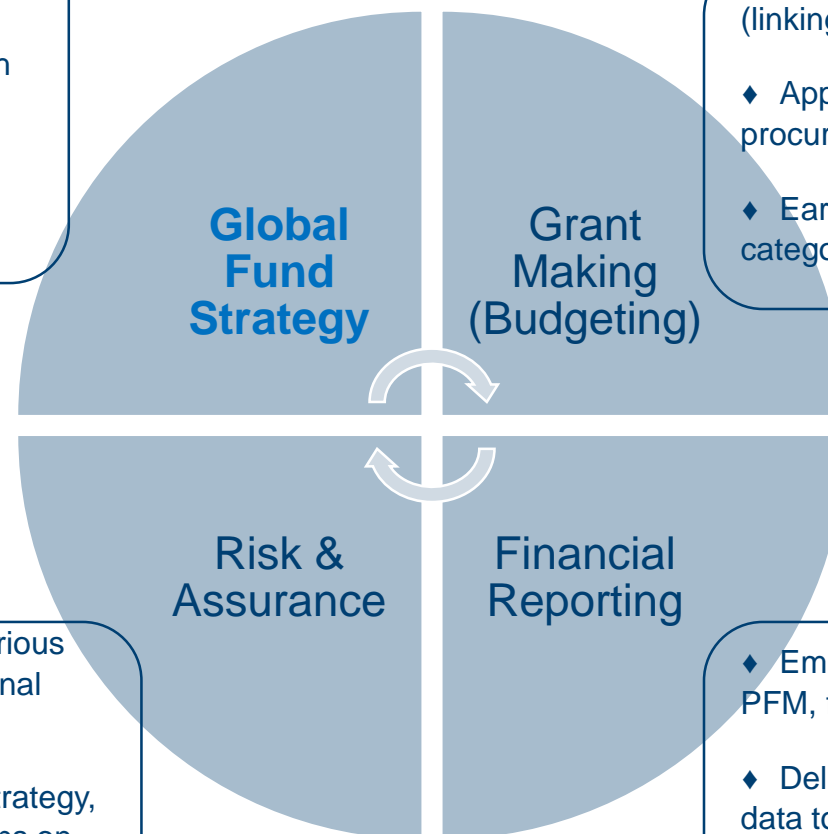 (linking
♦ App
procur
♦ Ear
catego
Global
Fund
Strategy
Grant
Making
(Budgeting)
Risk &
Assurance
Financial
Reporting
rious
nal
trategy,
♦ Em
PFM,
♦ Del
data to